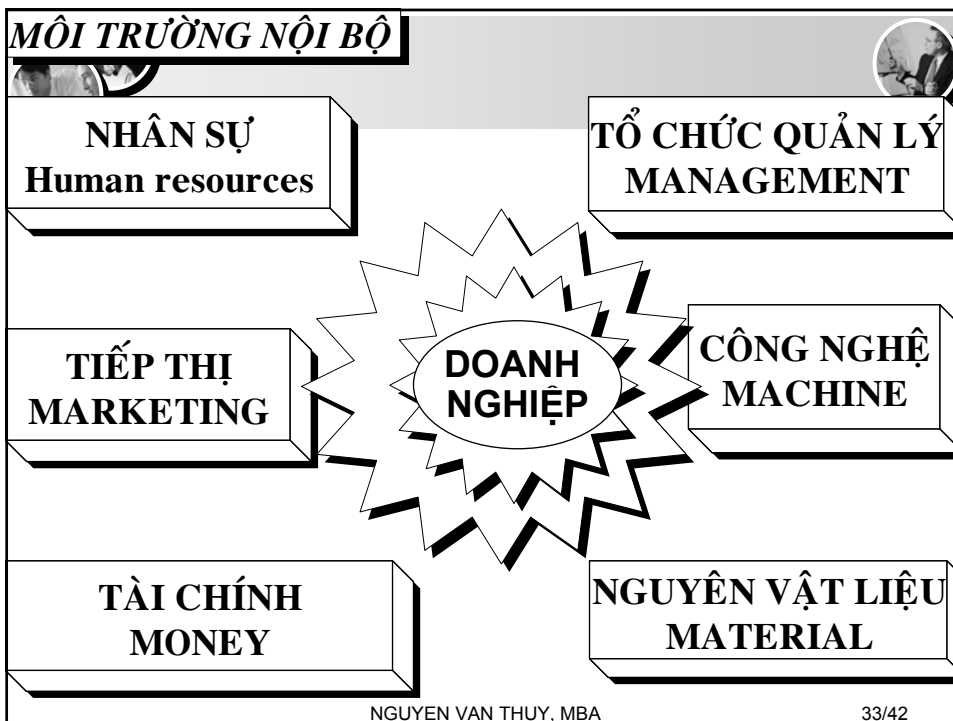 MÔI TRƯỜNG NỘI BỘ
NHÂN SỰ
Human resources
TỔ CHỨC QUẢN LÝ
MANAGEMENT
TIẾP THỊ
MARKETING
DOANH
NGHIỆP
CÔNG NGHỆ
MACHINE
TÀI CHÍNH
MONEY
NGUYÊN VẬT LIỆU
MATERIAL
NGUYEN VAN THUY, MBA
33/42